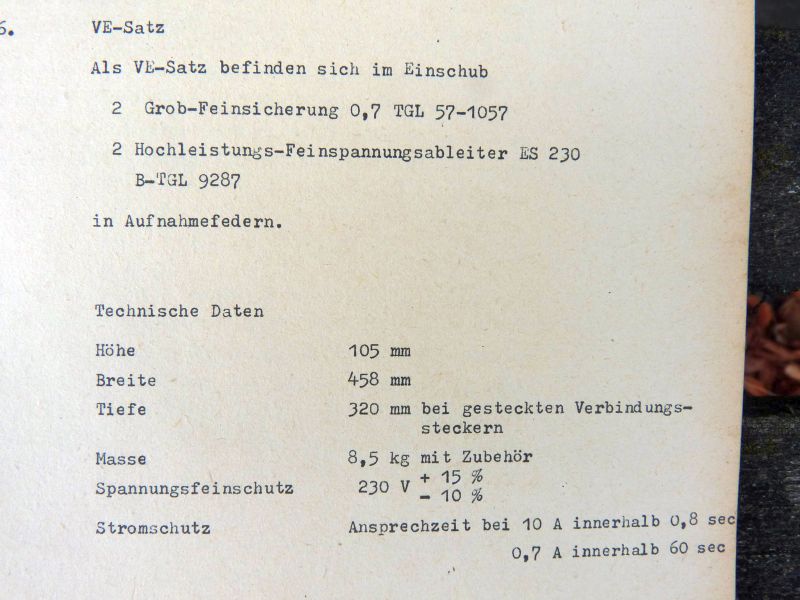 6. VE-Satz
Als VE-Satz befinden sich im Einschub
2 Grob-Feinsicherung 0,7 TGL 57-1057
2 Hochleistungs-Feinspannungsableiter ES 230
B-TGL 9287
in Aufnahmefedern.
Technische Daten
Höhe 105 mm
Breite 458 mm
Tiefe 320 mm bei gesteckten Verbindungs-
steckern
Masse 8,5 kg mit Zubehör
Spannungsfeinschutz 230 V + 15 %
- 10 %
Stromschutz Ansprechzeit bei 10 A innerhalb 0,8 sec
0,7 A innerhalb 60 sec